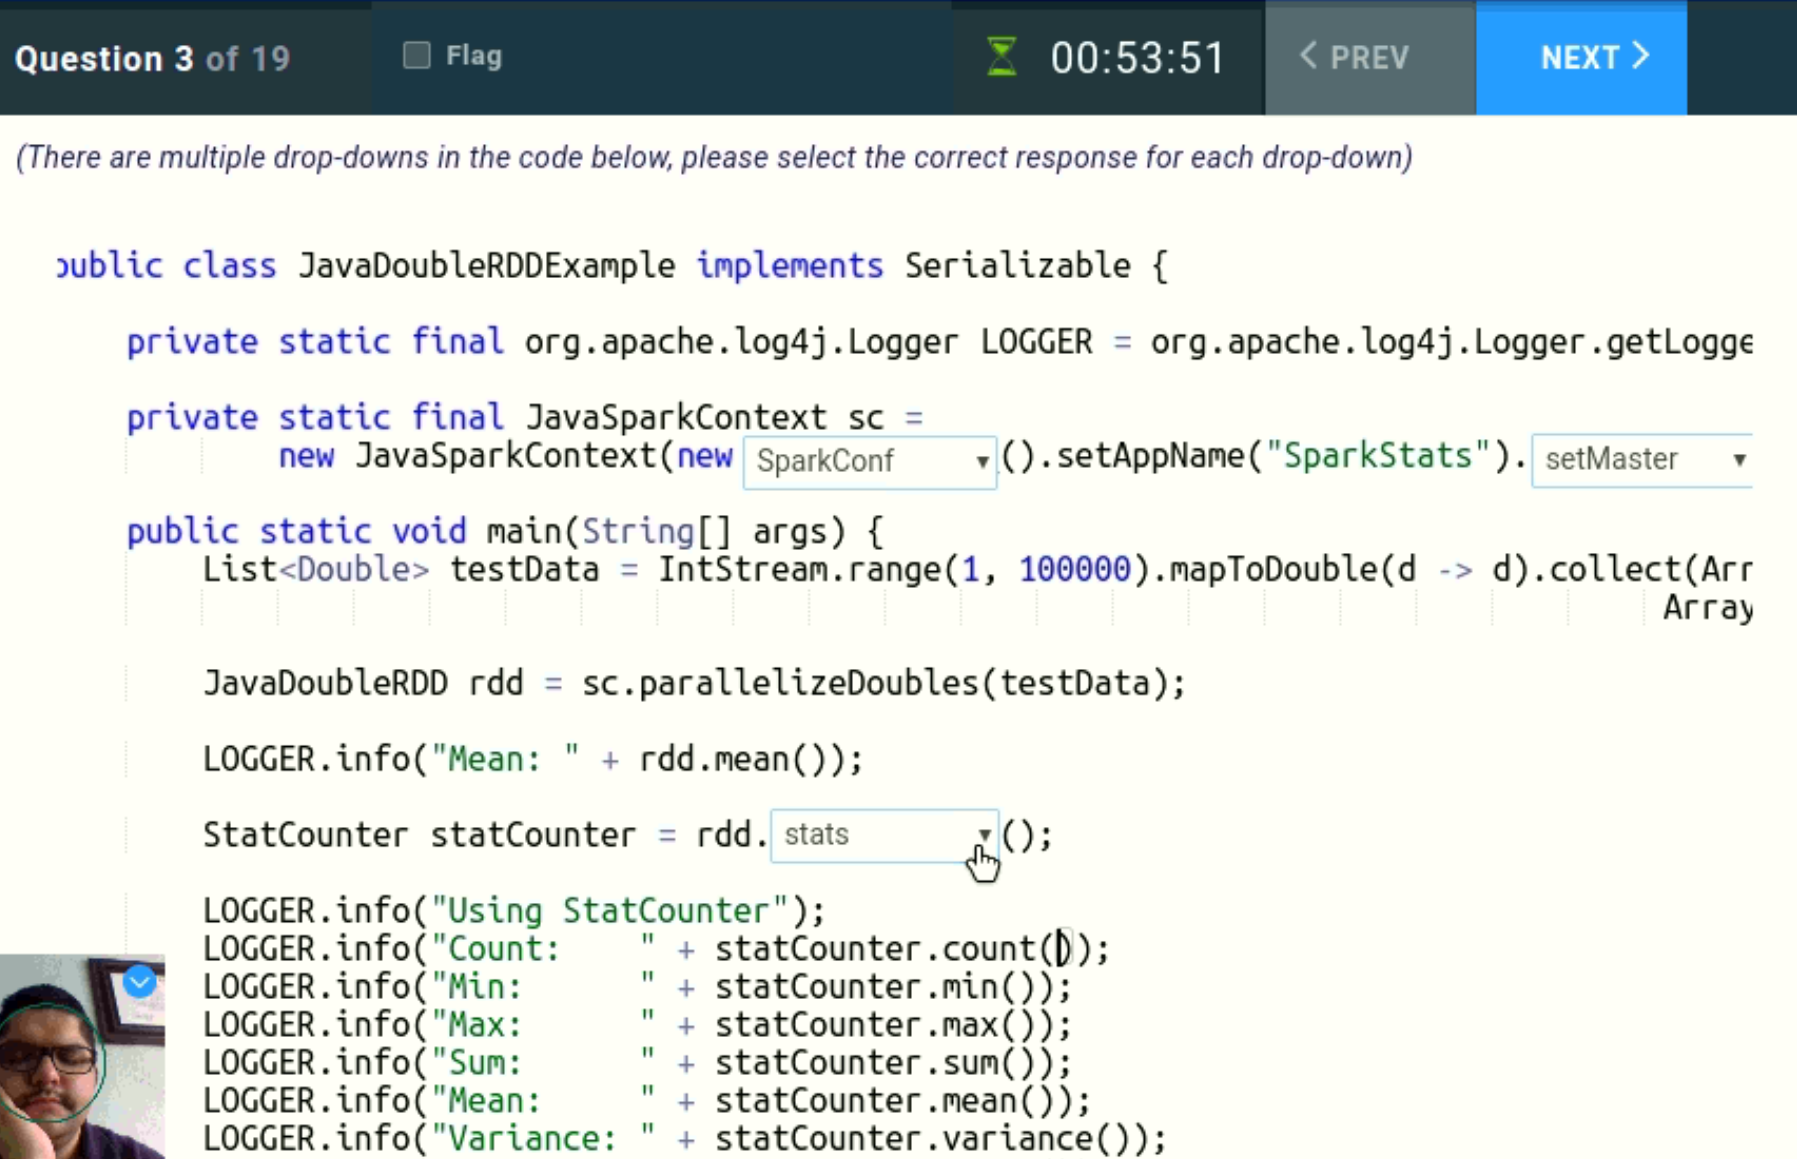 Question 3 of 19 Flag 00:53:51 PREV NEXT
(There are multiple drop-downs in the code below, please select the correct response for each drop-down)
public class JavaDoubleRDDExample implements Serializable {
private static final org.apache.log4j.Logger LOGGER = org.apache.log4j.Logger.getLogge
private static final JavaSparkContext sc =
new JavaSparkContext(new SparkConf ().setAppName("SparkStats"). setMaster
public static void main(String[] args) {
List<Double> testData = IntStream.range(1, 100000).mapToDouble(d -> d).collect(Arr
Array
JavaDoubleRDD rdd = sc.parallelizeDoubles(testData);
LOGGER.info("Mean: " + rdd.mean());
StatCounter statCounter = rdd. stats ();
LOGGER.info("Using StatCounter");
LOGGER.info("Count: " + statCounter.count());
LOGGER.info("Min: " + statCounter.min());
LOGGER.info("Max: " + statCounter.max());
LOGGER.info("Sum: " + statCounter.sum());
LOGGER.info("Mean: " + statCounter.mean());
LOGGER.info("Variance: " + statCounter.variance());